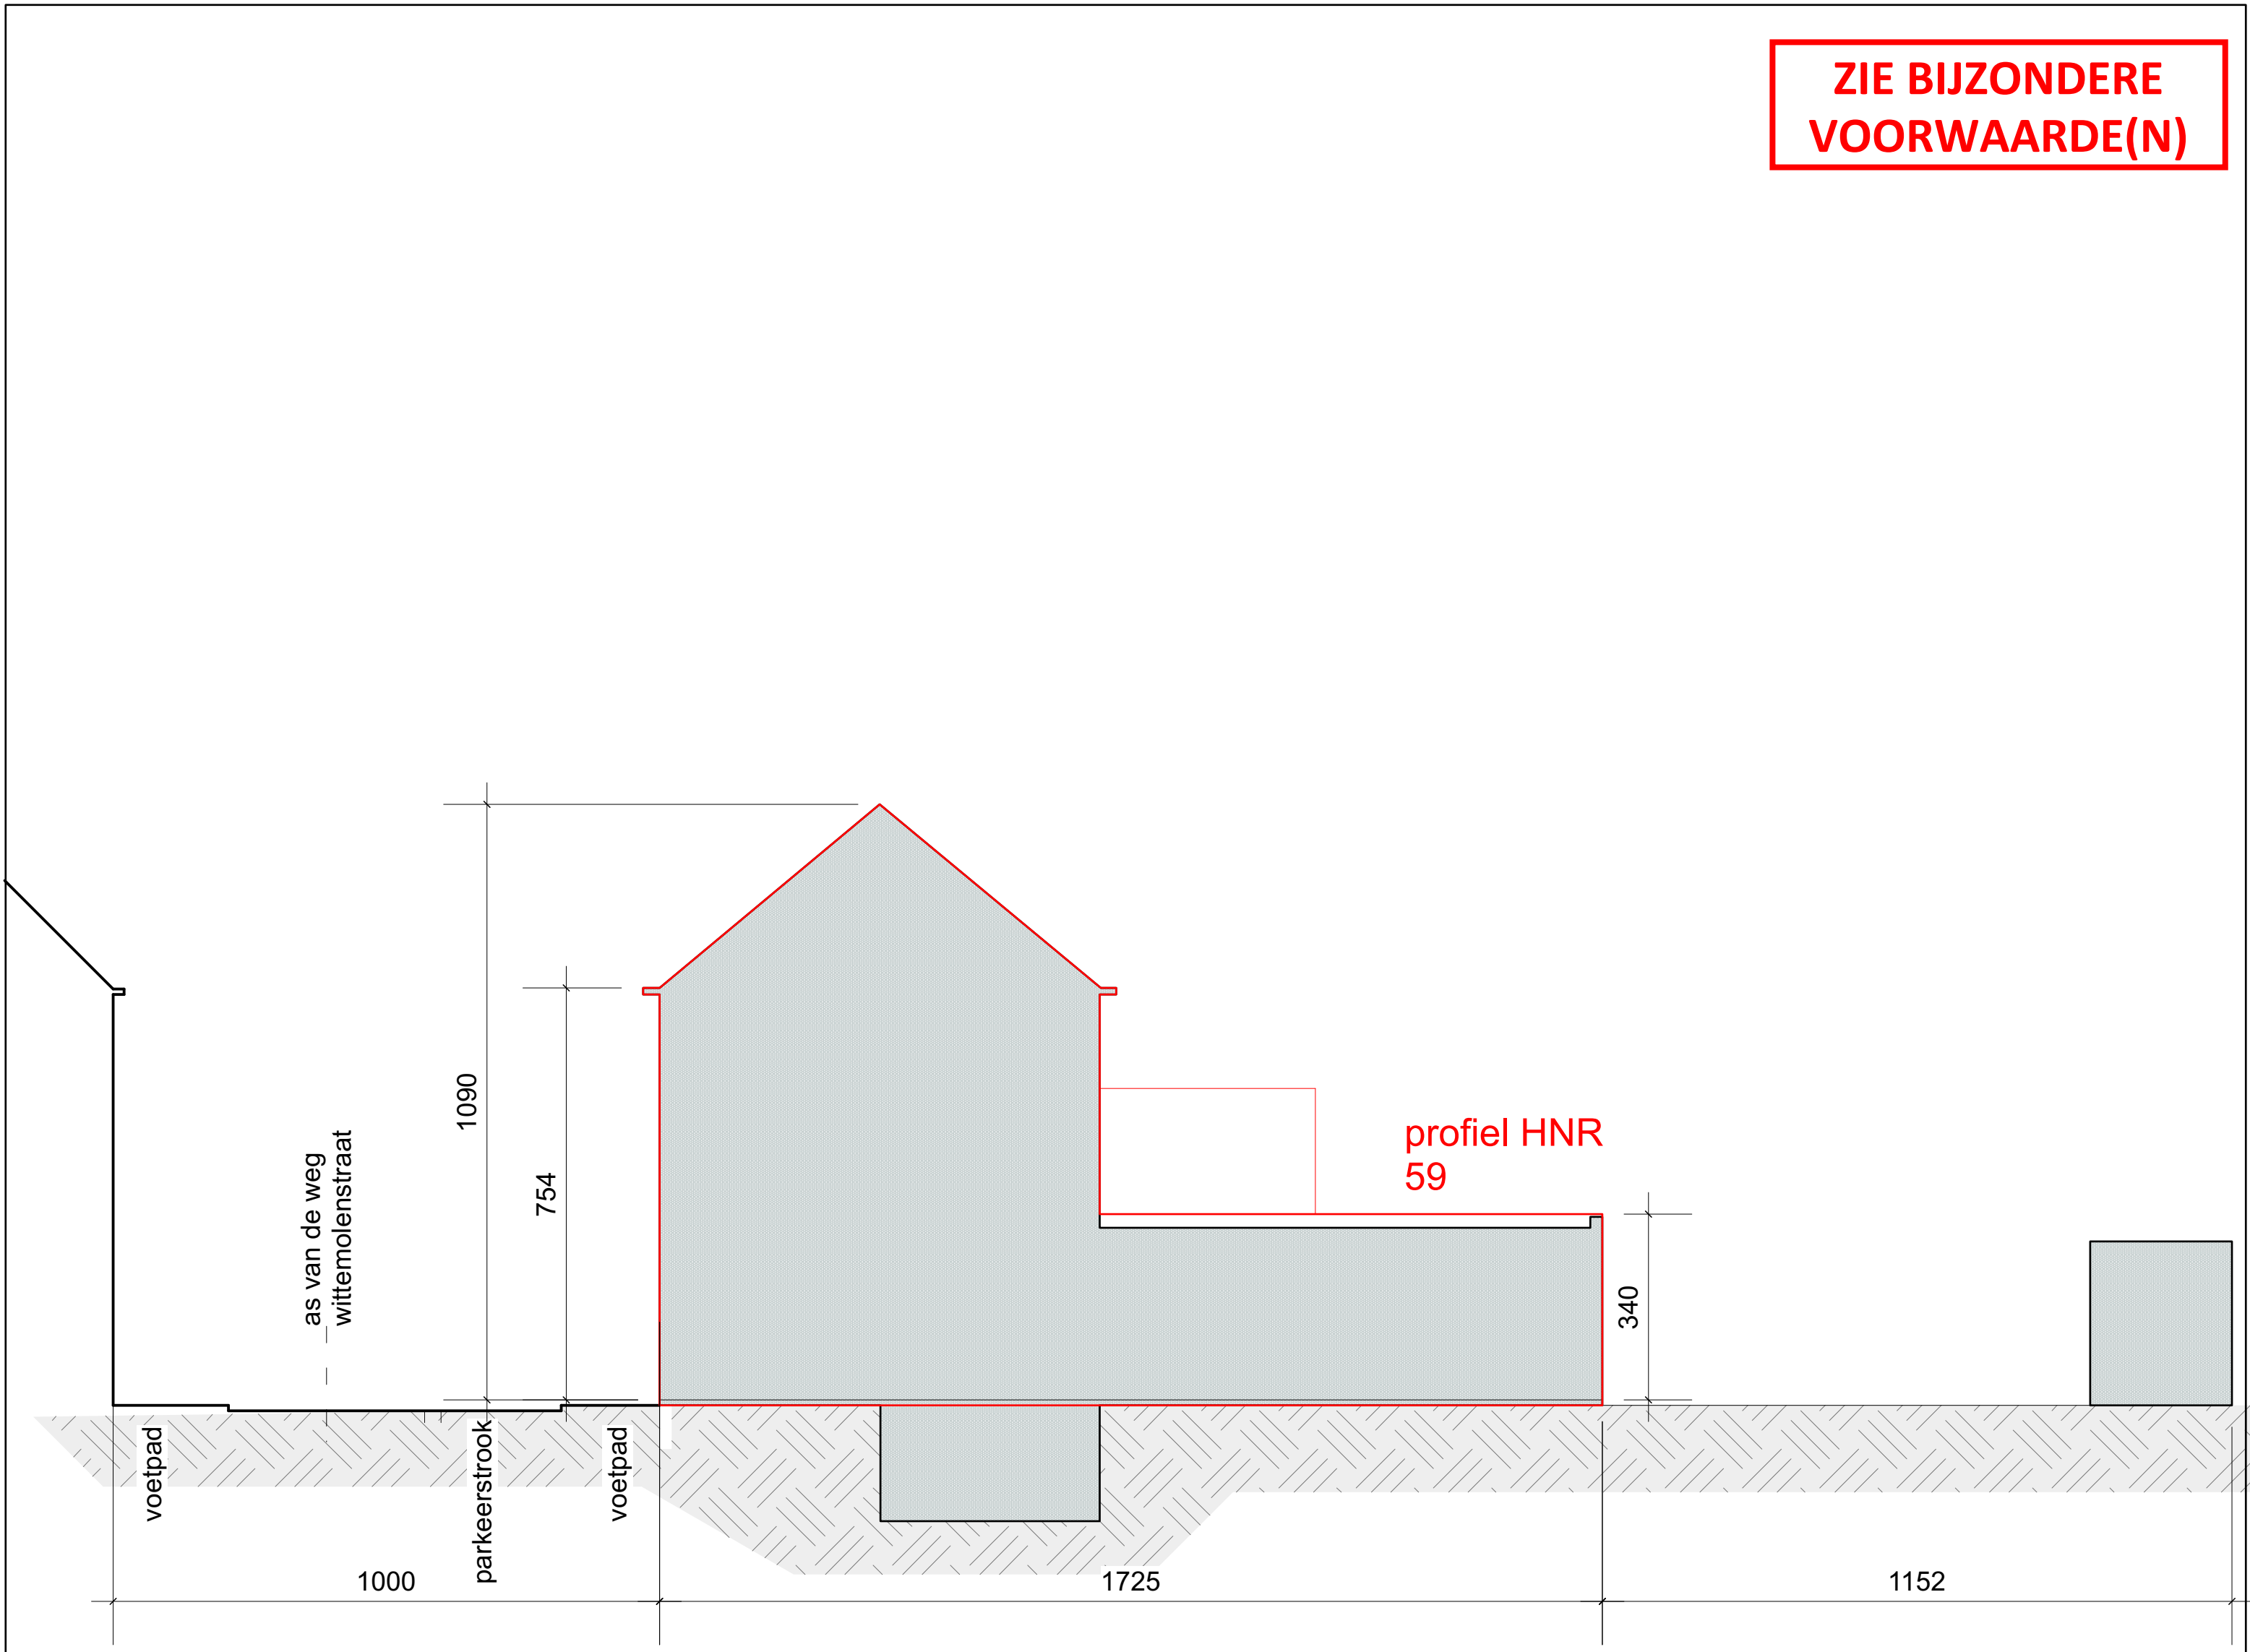 ZIE BIJZONDERE
VOORWAARDE(N)
1090
754
as van de weg
wittemolenstraat
profiel HNR
59
340
voetpad
parkeerstrook
voetpad
1000
1725
1152